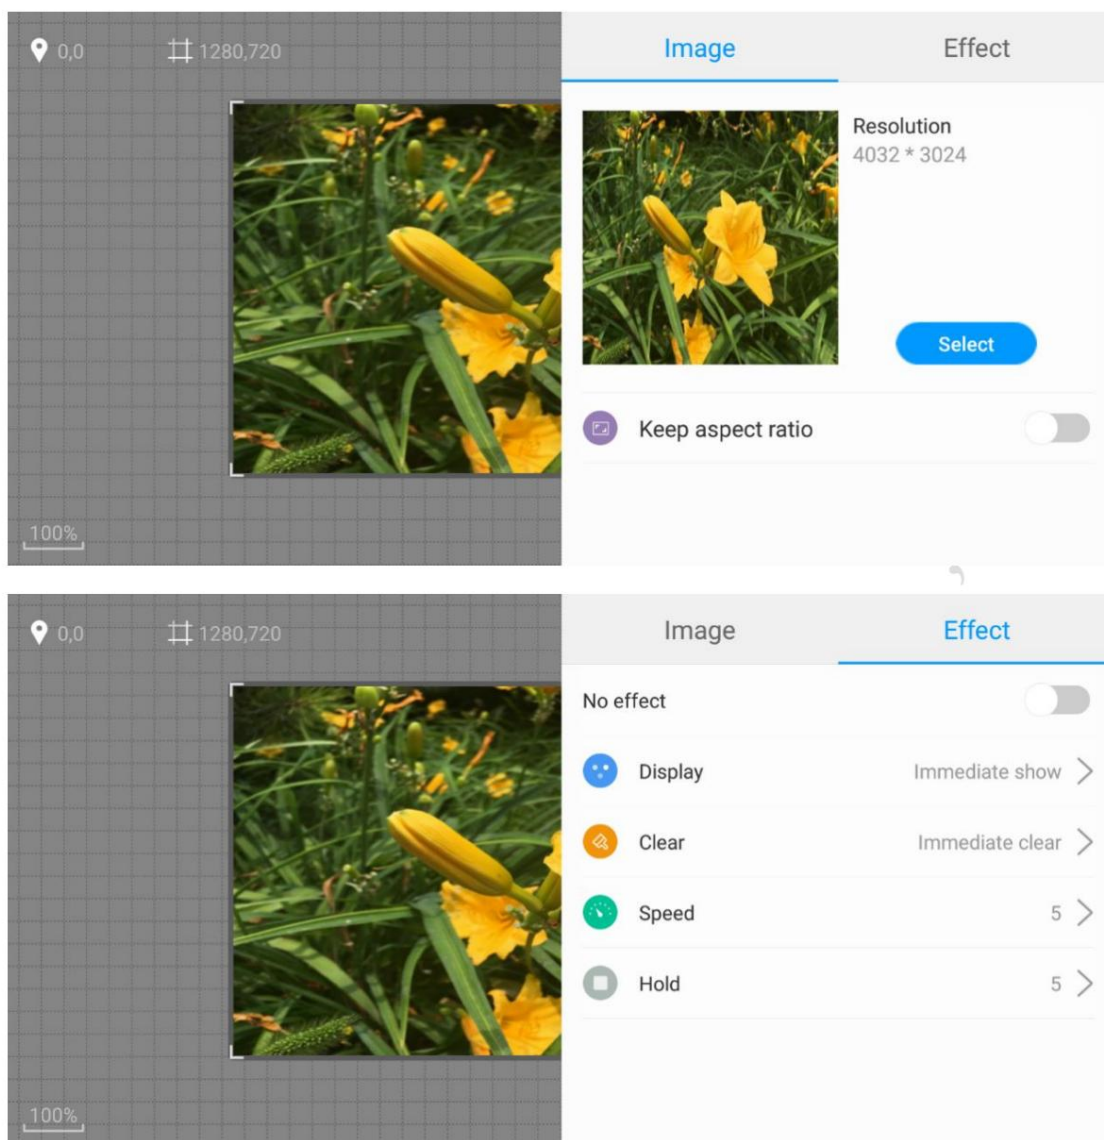 0,0
1280,720
Image
Effect
Resolution
4032 * 3024
Select
Keep aspect ratio
100%
0,0
1280,720
Image
Effect
No effect
Display
Immediate show
Clear
Immediate clear
Speed
5
Hold
5
100%